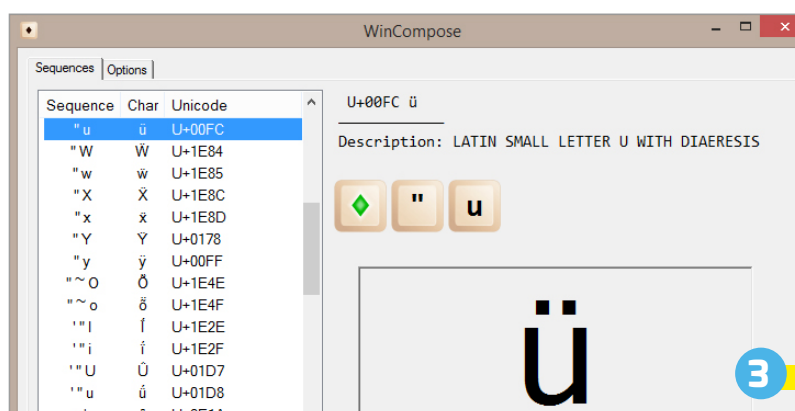 WinCompose
Sequences Options
Sequence Char Unicode
" u ü U+00FC
" W Ẅ U+1E84
" w ẅ U+1E85
" X Ẍ U+1E8C
" x ẍ U+1E8D
" Y Ÿ U+0178
" y ÿ U+00FF
" ~ O Ṏ U+1E4E
" ~ o ṏ U+1E4F
' " I Ḯ U+1E2E
' " i ḯ U+1E2F
' " U Ǘ U+01D7
' " u ǘ U+01D8
U+00FC ü
Description: LATIN SMALL LETTER U WITH DIAERESIS
" u
ü
3